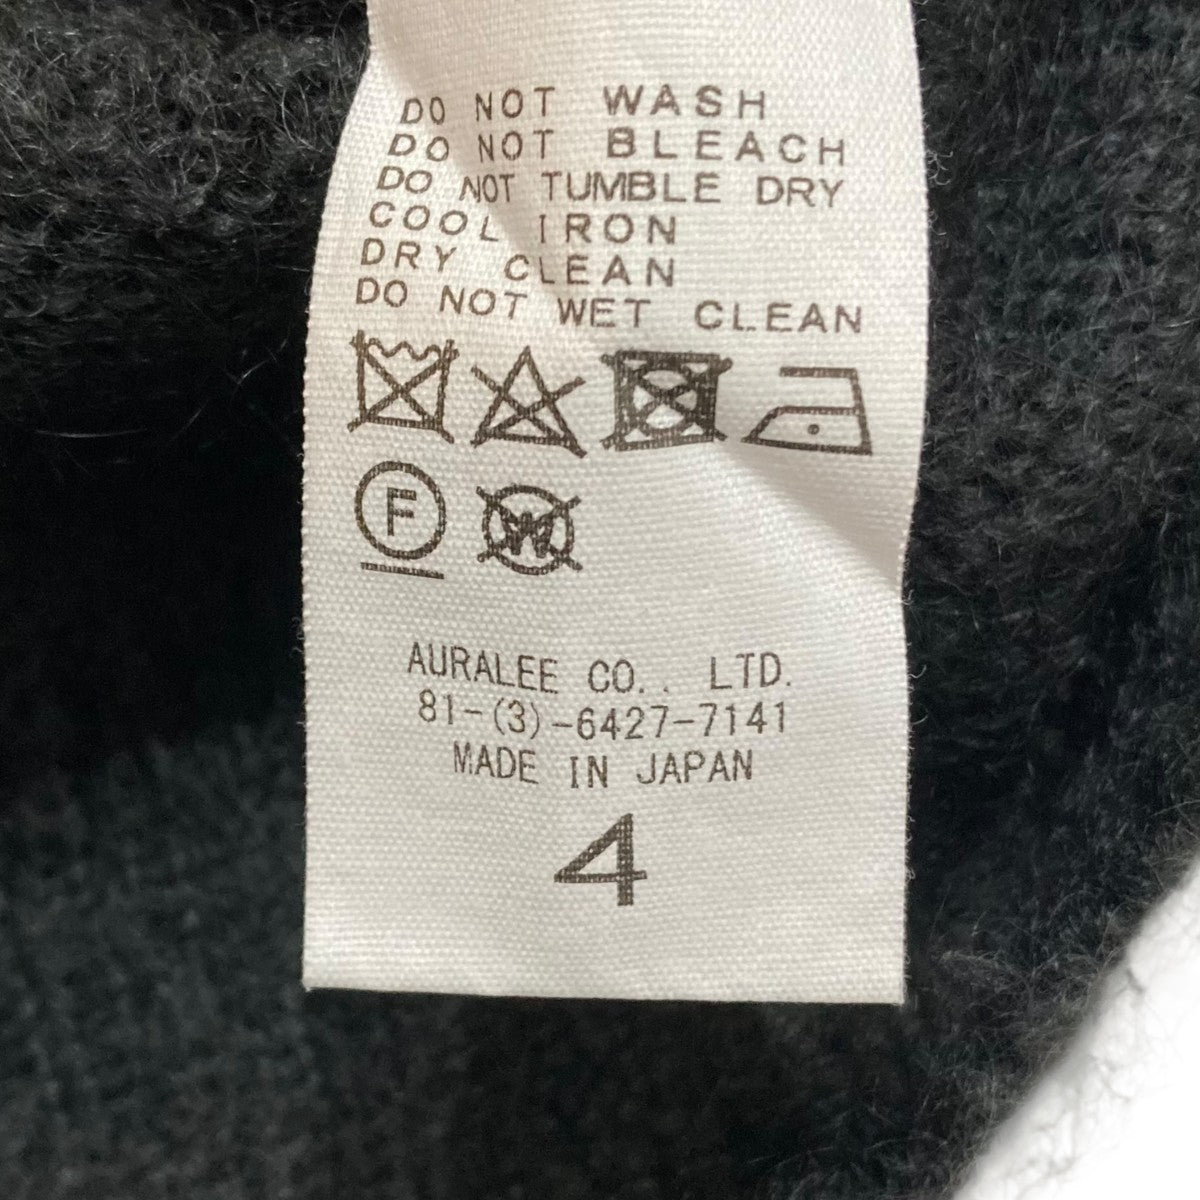 DO NOT WASH
DO NOT BLEACH
DO NOT TUMBLE DRY
COOL IRON
DRY CLEAN
DO NOT WET CLEAN
F W
AURALEE CO., LTD.
81-(3)-6427-7141
MADE IN JAPAN
4